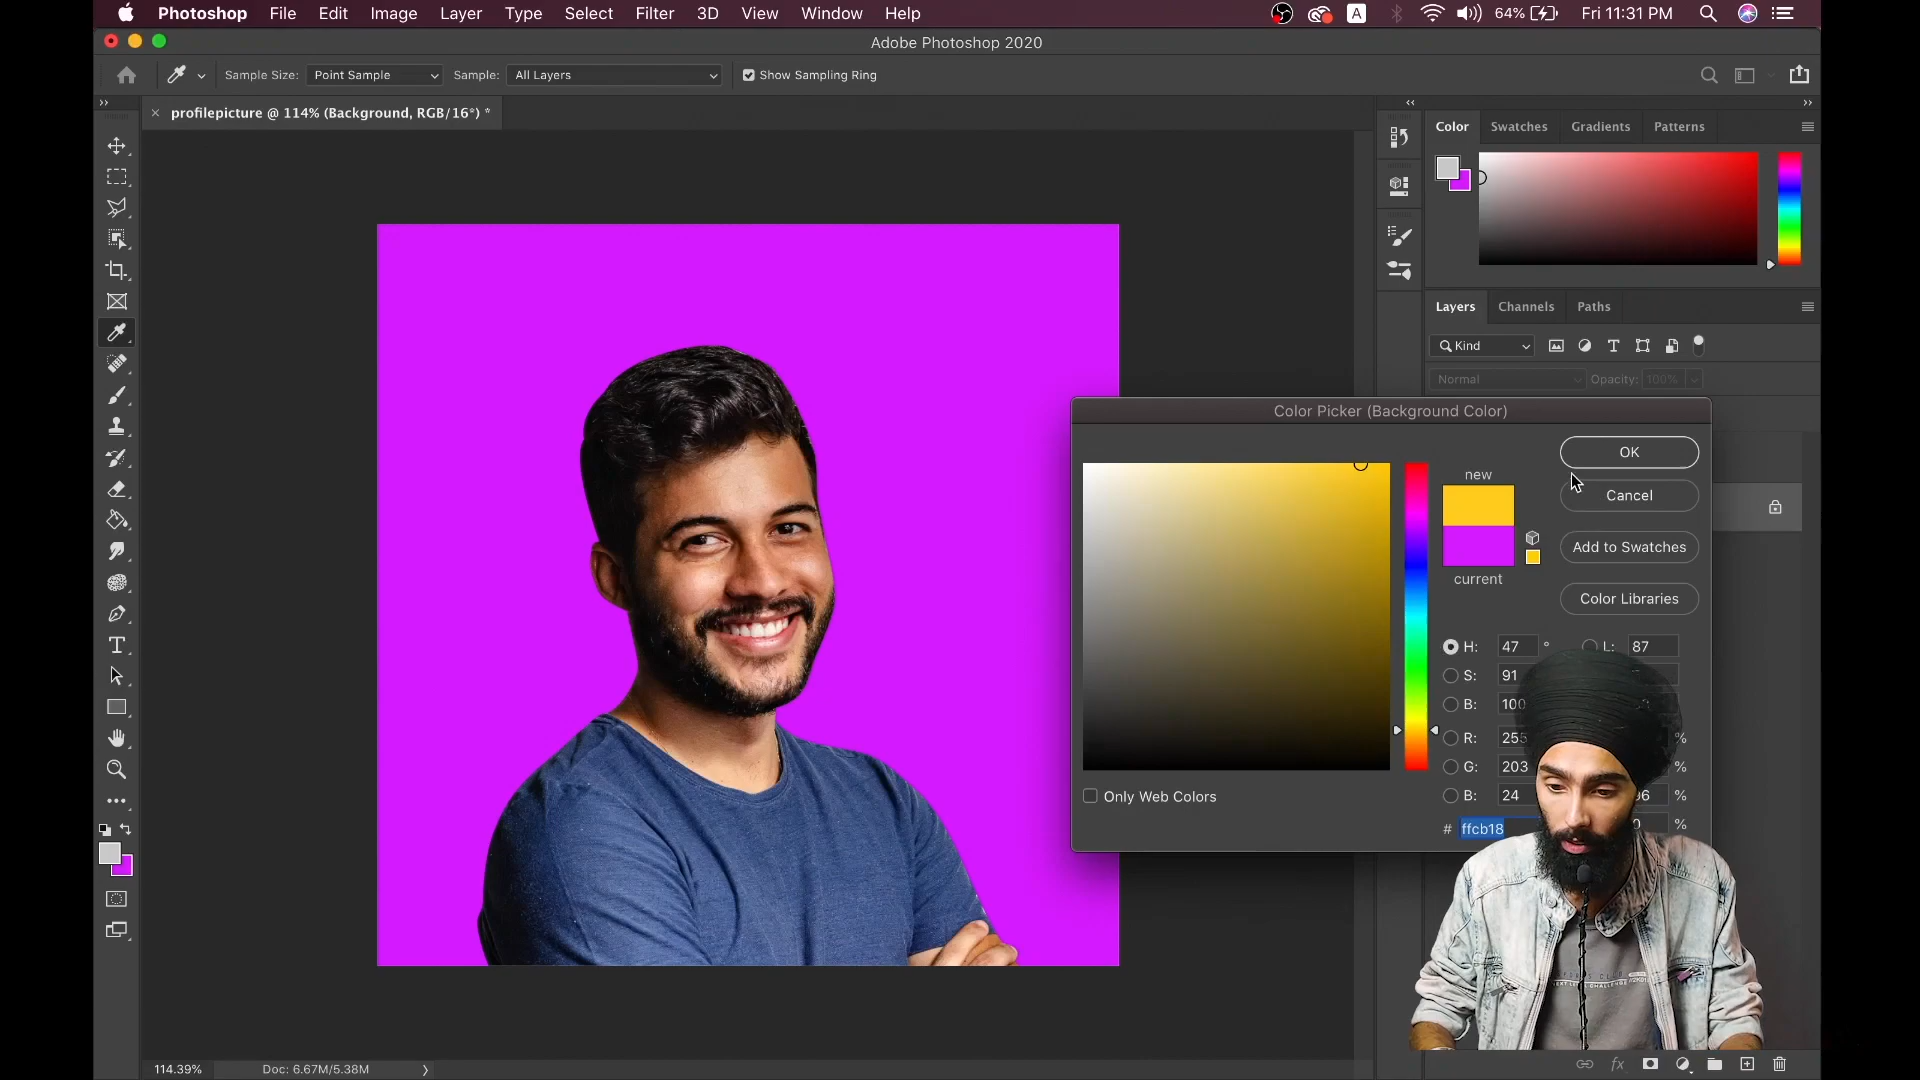 Photoshop File Edit Image Layer Type Select Filter 3D View Window Help
A 64% Fri 11:31 PM
Adobe Photoshop 2020
Sample Size: Point Sample Sample: All Layers Show Sampling Ring
profilepicture @ 114% (Background, RGB/16*) *
Color Swatches Gradients Patterns
Layers Channels Paths
Kind
Normal Opacity: 100%
Color Picker (Background Color)
OK
new
Cancel
Add to Swatches
current
Color Libraries
H: 47 ° L: 87
S: 91
B: 100
R: 255 %
G: 203 %
B: 24 %
Only Web Colors
# ffcb18 %
fx
114.39% Doc: 6.67M/5.38M